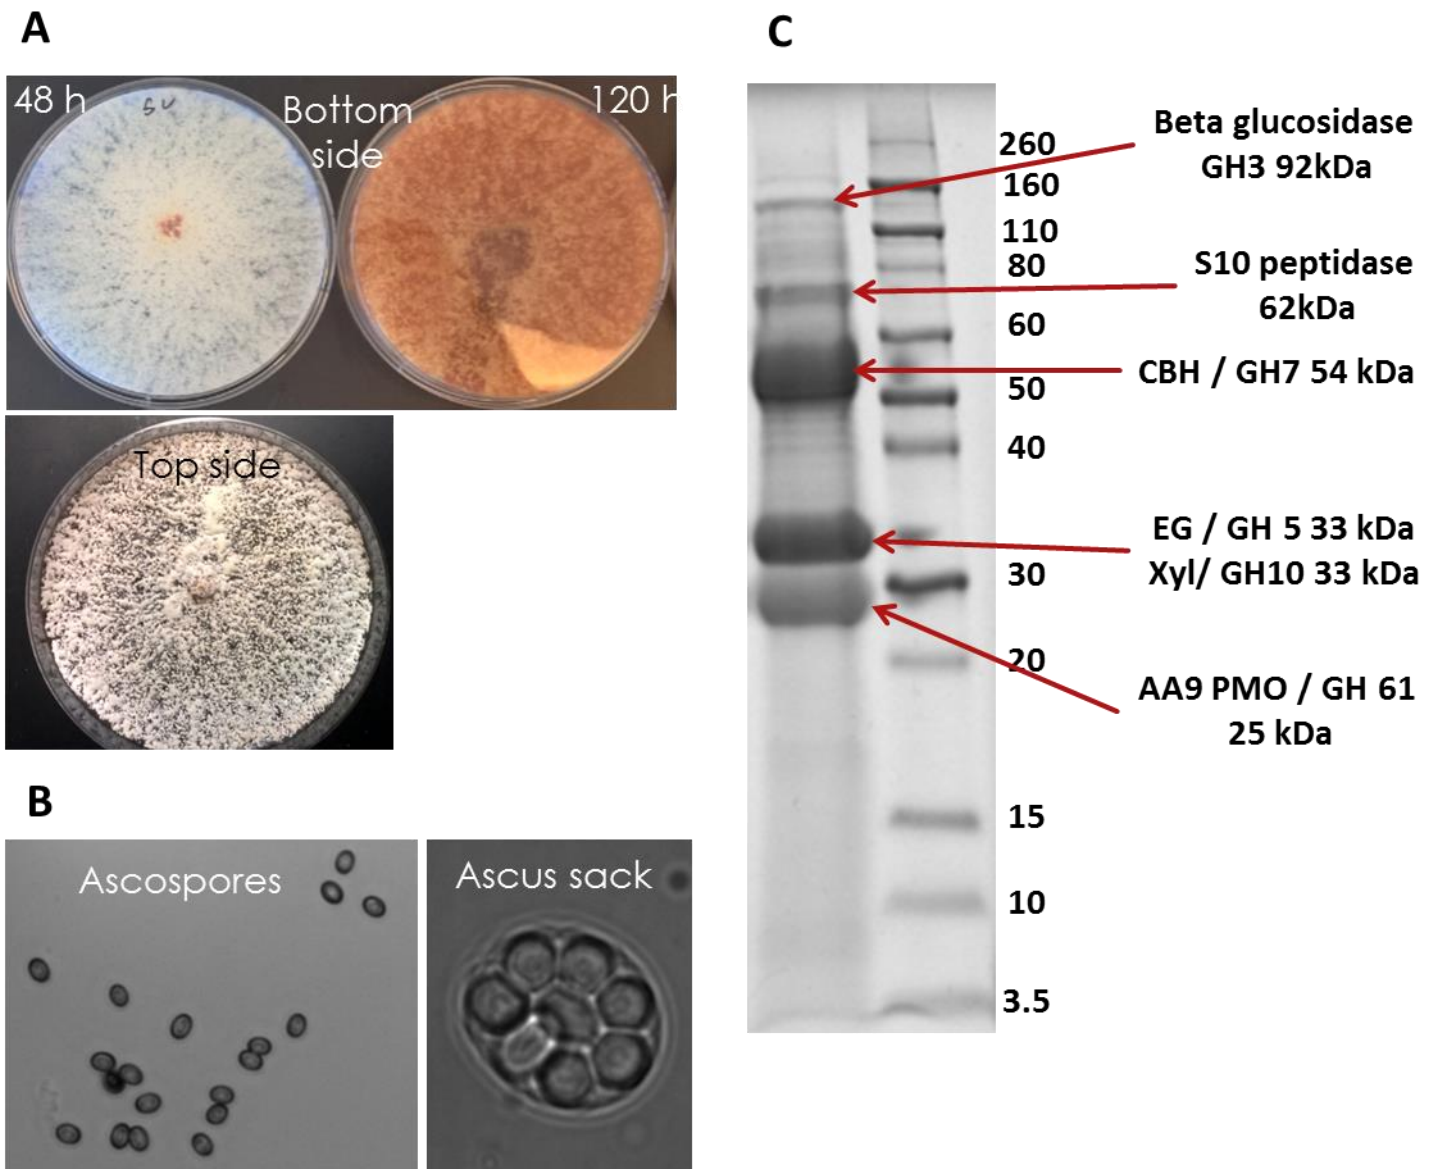 A
48 h
SU
Bottom
side
120 h
Top side
B
Ascospores
Ascus sack
C
260
160
110
80
60
50
40
30
20
15
10
3.5
Beta glucosidase
GH3 92kDa
S10 peptidase
62kDa
CBH / GH7 54 kDa
EG / GH 5 33 kDa
Xyl/ GH10 33 kDa
AA9 PMO / GH 61
25 kDa